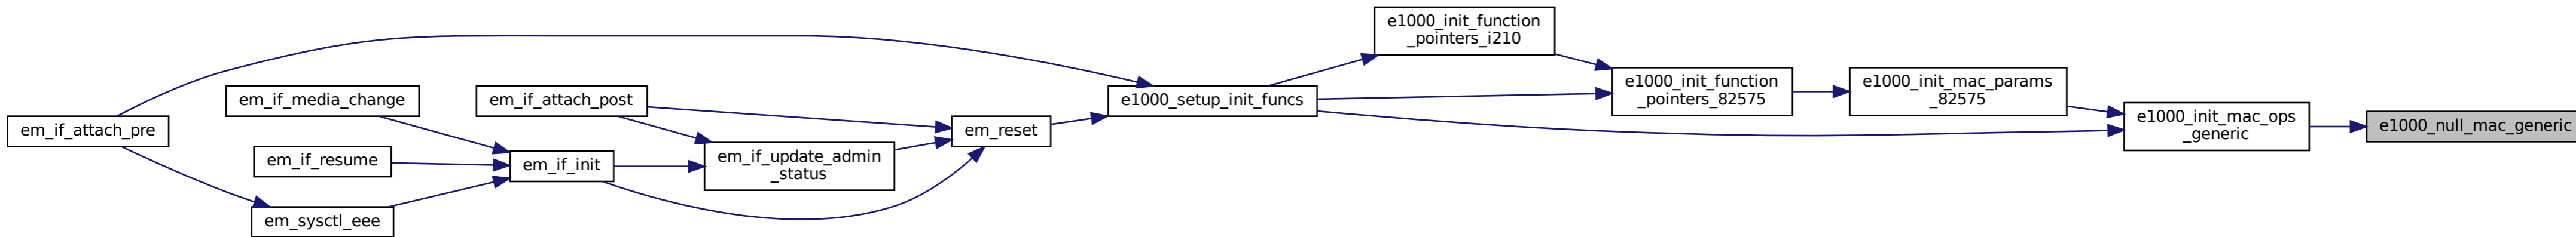 em_if_attach_pre
em_if_media_change
em_if_resume
em_sysctl_eee
em_if_attach_post
em_if_init
em_if_update_admin
_status
em_reset
e1000_setup_init_funcs
e1000_init_function
_pointers_i210
e1000_init_function
_pointers_82575
e1000_init_mac_params
_82575
e1000_init_mac_ops
_generic
e1000_null_mac_generic